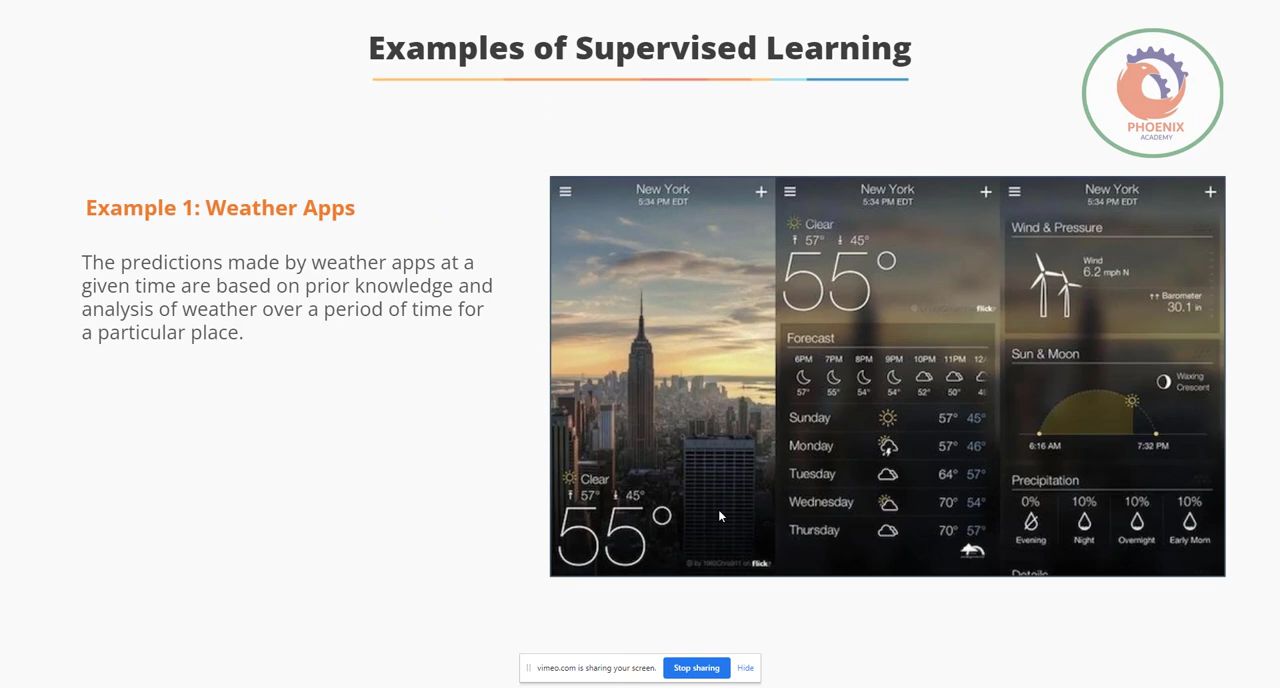 Examples of Supervised Learning
PHOENIX
ACADEMY
Example 1: Weather Apps
The predictions made by weather apps at a
given time are based on prior knowledge and
analysis of weather over a period of time for
a particular place.
New York
5:34 PM EDT
Clear
57° 45°
55°
flickr
New York
5:34 PM EDT
Clear
57° 45°
55°
flickr
Forecast
6PM 7PM 8PM 9PM 10PM 11PM
57° 55° 54° 54° 52° 50°
Sunday 57° 45°
Monday 57° 46°
Tuesday 64° 57°
Wednesday 70° 54°
Thursday 70° 57°
New York
5:34 PM EDT
Wind & Pressure
Wind
6.2 mph N
Barometer
30.1 in
Sun & Moon
Waxing
Crescent
6:16 AM 7:32 PM
Precipitation
0% 10% 10% 10%
Evening Night Overnight Early Morn
Details
vimeo.com is sharing your screen. Stop sharing Hide